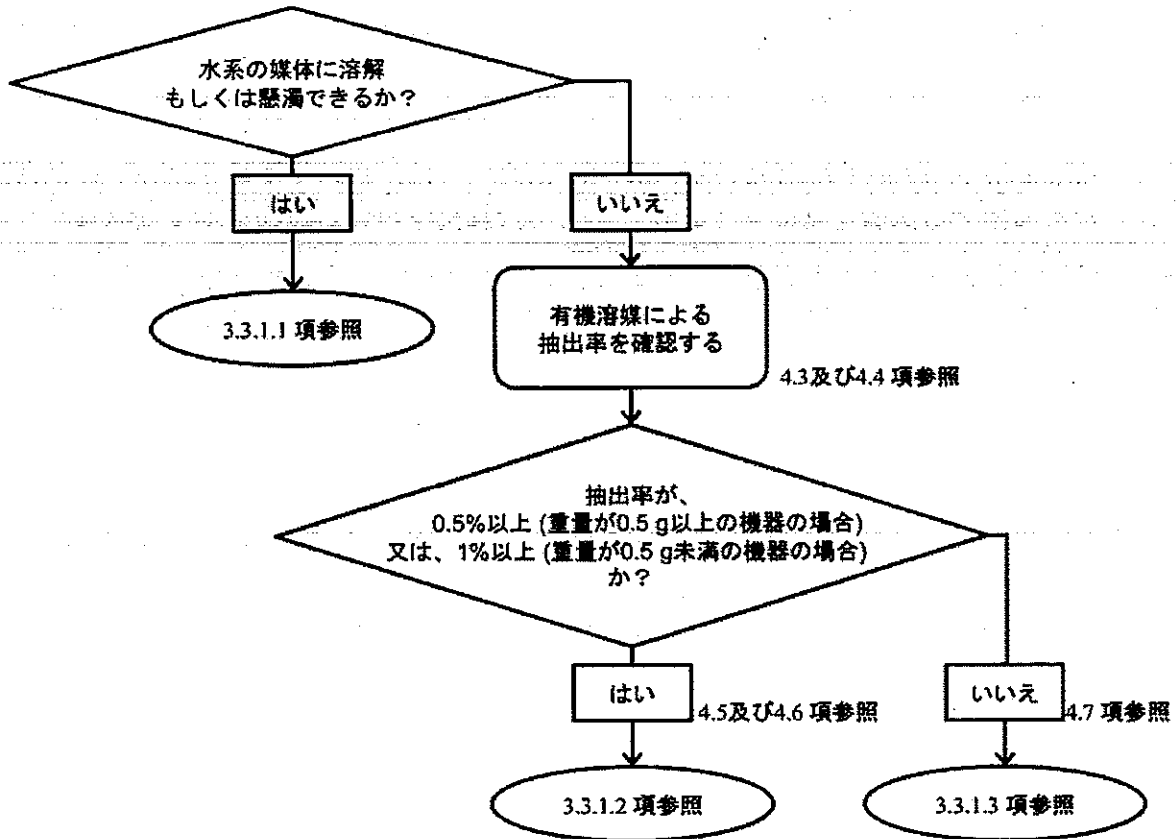 水系の媒体に溶解
もしくは懸濁できるか？
はい
いいえ
3.3.1.1 項参照
有機溶媒による
抽出率を確認する
4.3及び4.4 項参照
抽出率が、
0.5%以上 (重量が0.5 g以上の機器の場合)
又は、1%以上 (重量が0.5 g未満の機器の場合)
か？
はい
4.5及び4.6 項参照
いいえ
4.7 項参照
3.3.1.2 項参照
3.3.1.3 項参照